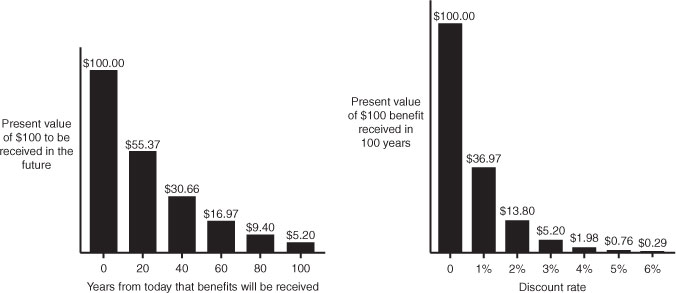 $100.00
$55.37
$30.66
$16.97
$9.40
$5.20
Present value
of $100 to be
received in the
future
0 20 40 60 80 100
Years from today that benefits will be received
$100.00
$36.97
$13.80
$5.20
$1.98
$0.76
$0.29
Present value
of $100 benefit
received in
100 years
0 1% 2% 3% 4% 5% 6%
Discount rate